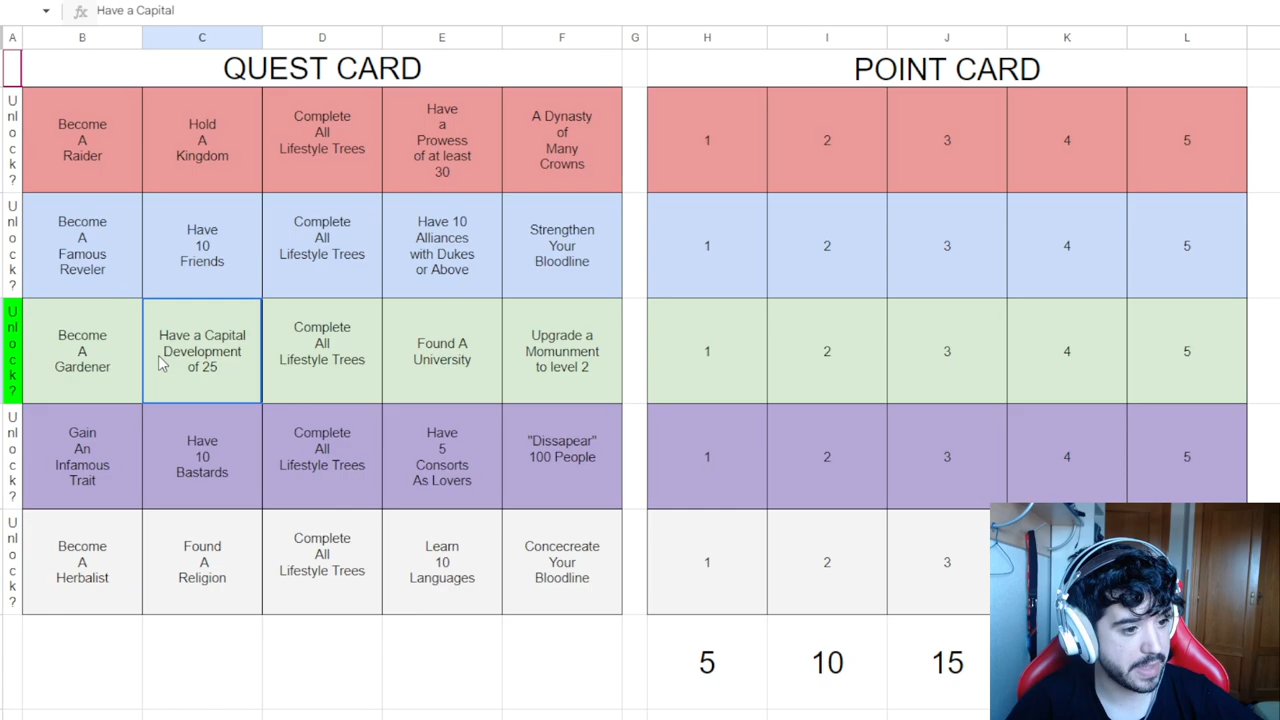 fx Have a Capital
A B C D E F G H I J K L
QUEST CARD
POINT CARD
Unlock?
Become
A
Raider
Hold
A
Kingdom
Complete
All
Lifestyle Trees
Have
a
Prowess
of at least
30
A Dynasty
of
Many
Crowns
1 2 3 4 5
Unlock?
Become
A
Famous
Reveler
Have
10
Friends
Complete
All
Lifestyle Trees
Have 10
Alliances
with Dukes
or Above
Strengthen
Your
Bloodline
1 2 3 4 5
Unlock?
Become
A
Gardener
Have a Capital
Development
of 25
Complete
All
Lifestyle Trees
Found A
University
Upgrade a
Momunment
to level 2
1 2 3 4 5
Unlock?
Gain
An
Infamous
Trait
Have
10
Bastards
Complete
All
Lifestyle Trees
Have
5
Consorts
As Lovers
"Dissapear"
100 People
1 2 3 4 5
Unlock?
Become
A
Herbalist
Found
A
Religion
Complete
All
Lifestyle Trees
Learn
10
Languages
Concecreate
Your
Bloodline
1 2 3
5 10 15